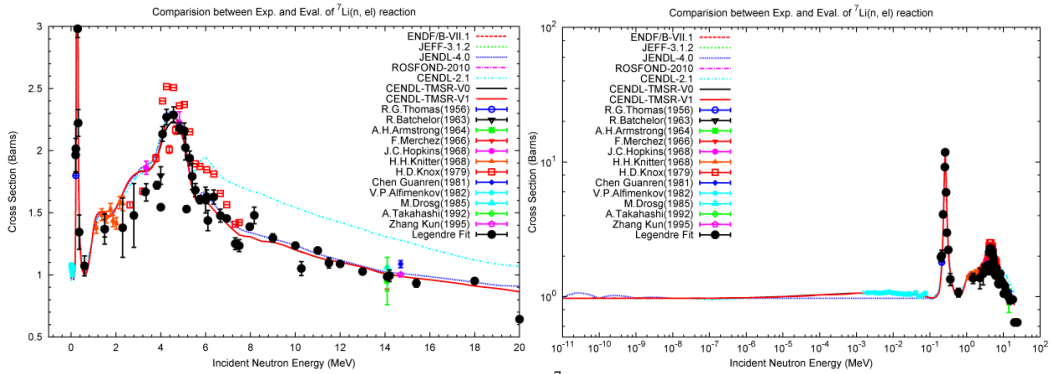 Comparision between Exp. and Eval. of ⁷Li(n, el) reaction
Cross Section (Barns)
3
2.5
2
1.5
1
0.5
ENDF/B-VII.1
JEFF-3.1.2
JENDL-4.0
ROSFOND-2010
CENDL-2.1
CENDL-TMSR-V0
CENDL-TMSR-V1
R.G.Thomas(1956)
R.Batchelor(1963)
A.H.Armstrong(1964)
F.Merchez(1966)
J.C.Hopkins(1968)
H.H.Knitter(1968)
H.D.Knox(1979)
Chen Guanren(1981)
V.P.Alfimenkov(1982)
M.Drosg(1985)
A.Takahashi(1992)
Zhang Kun(1995)
Legendre Fit
0 2 4 6 8 10 12 14 16 18 20
Incident Neutron Energy (MeV)
Comparision between Exp. and Eval. of ⁷Li(n, el) reaction
Cross Section (Barns)
10²
10¹
10⁰
ENDF/B-VII.1
JEFF-3.1.2
JENDL-4.0
ROSFOND-2010
CENDL-2.1
CENDL-TMSR-V0
CENDL-TMSR-V1
R.G.Thomas(1956)
R.Batchelor(1963)
A.H.Armstrong(1964)
F.Merchez(1966)
J.C.Hopkins(1968)
H.H.Knitter(1968)
H.D.Knox(1979)
Chen Guanren(1981)
V.P.Alfimenkov(1982)
M.Drosg(1985)
A.Takahashi(1992)
Zhang Kun(1995)
Legendre Fit
10⁻¹¹ 10⁻¹⁰ 10⁻⁹ 10⁻⁸ 10⁻⁷ 10⁻⁶ 10⁻⁵ 10⁻⁴ 10⁻³ 10⁻² 10⁻¹ 10⁰ 10¹ 10²
Incident Neutron Energy (MeV)
7